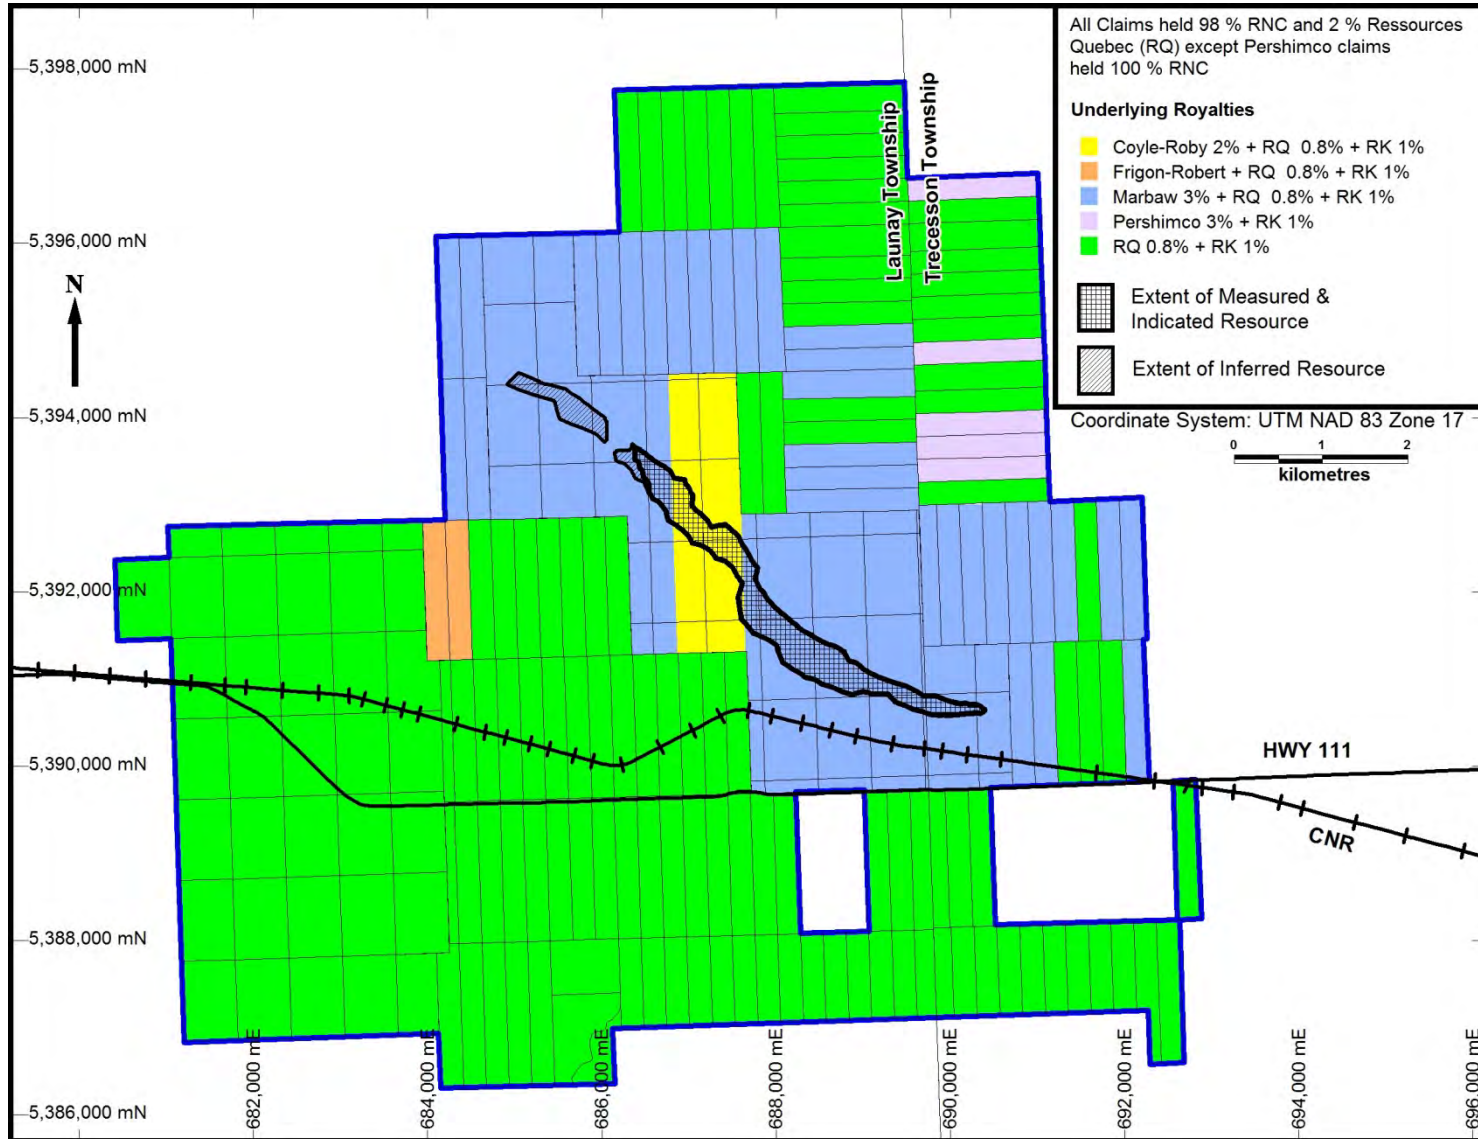 All Claims held 98 % RNC and 2 % Ressources
Quebec (RQ) except Pershimco claims
held 100 % RNC
Underlying Royalties
Coyle-Roby 2% + RQ 0.8% + RK 1%
Frigon-Robert + RQ 0.8% + RK 1%
Marbaw 3% + RQ 0.8% + RK 1%
Pershimco 3% + RK 1%
RQ 0.8% + RK 1%
Extent of Measured &
Indicated Resource
Extent of Inferred Resource
Coordinate System: UTM NAD 83 Zone 17
0 1 2
kilometres
5,398,000 mN
5,396,000 mN
N
5,394,000 mN
5,392,000 mN
5,390,000 mN
5,388,000 mN
5,386,000 mN
Launay Township
Trecesson Township
HWY 111
CNR
682,000 mE
684,000 mE
686,000 mE
688,000 mE
690,000 mE
692,000 mE
694,000 mE
696,000 mE